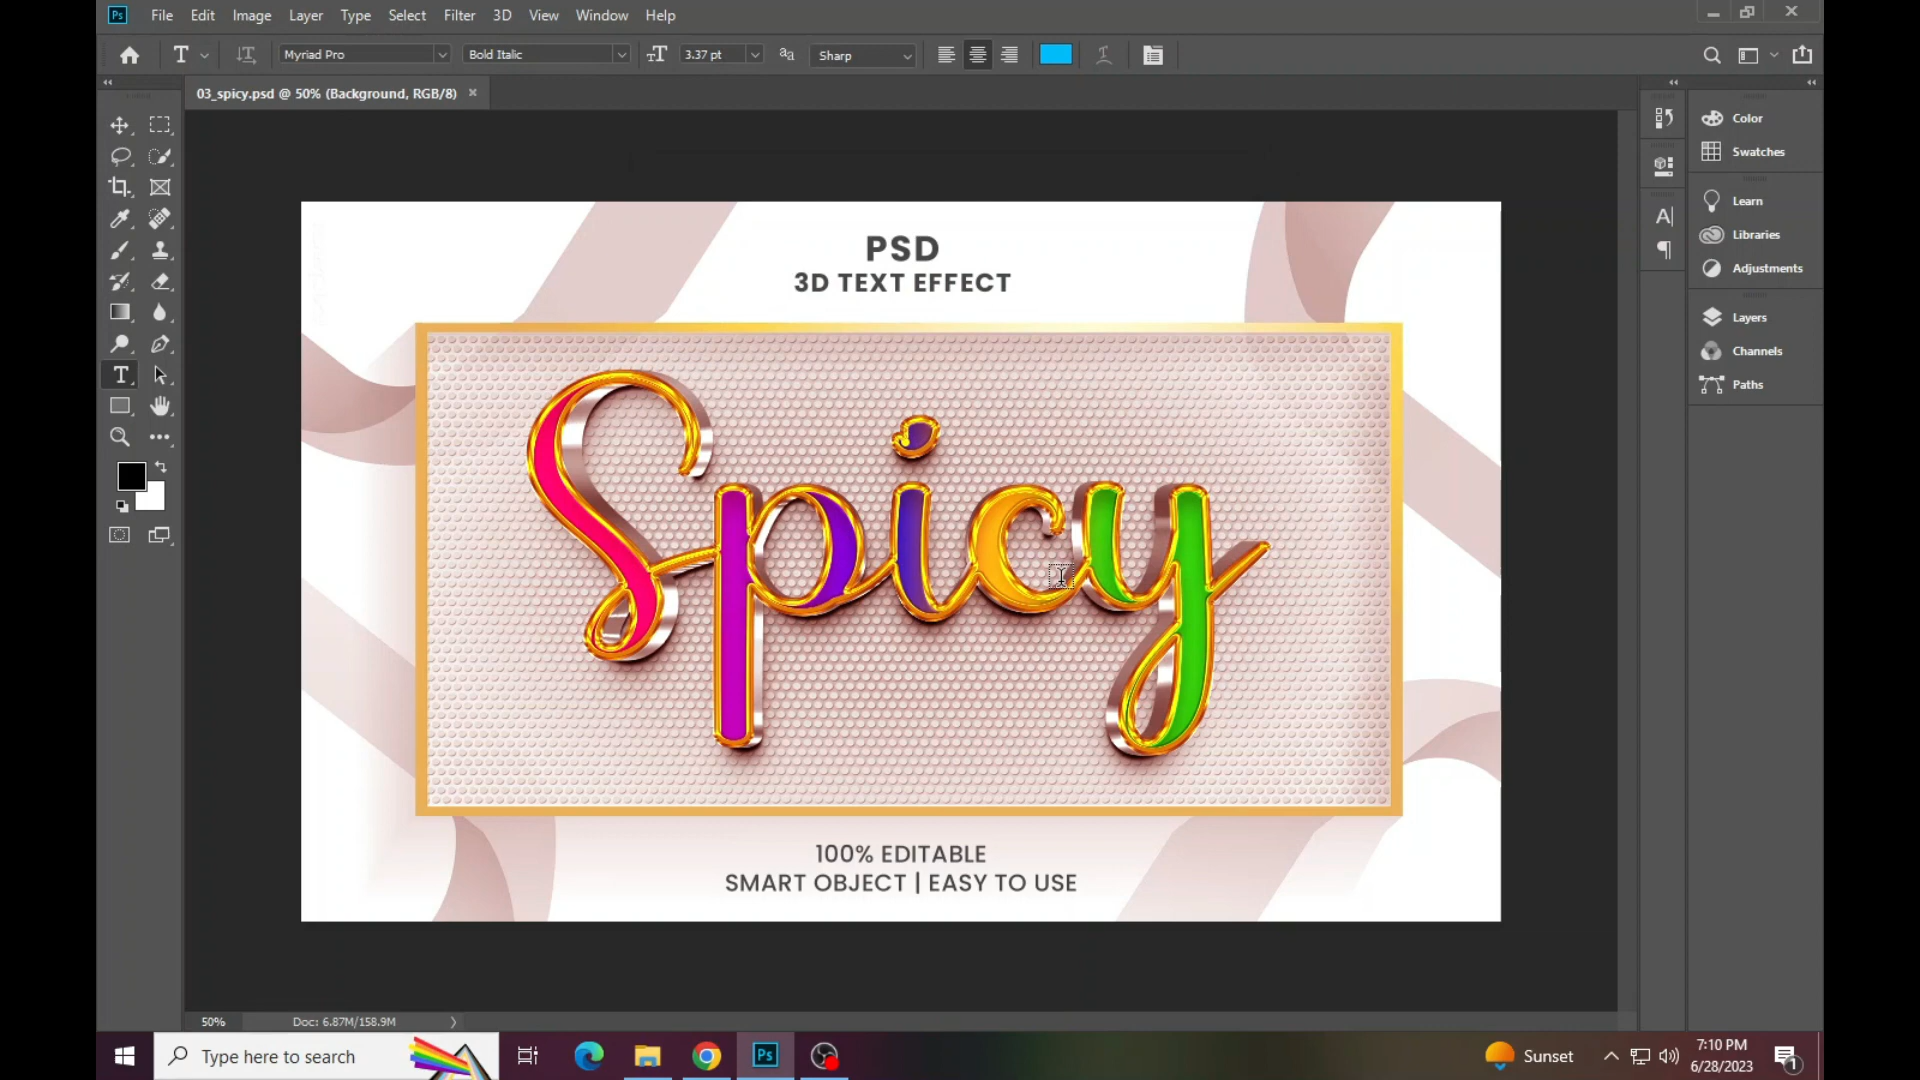 Ps File Edit Image Layer Type Select Filter 3D View Window Help
T Myriad Pro Bold Italic 3.37 pt aa Sharp
03_spicy.psd @ 50% (Background, RGB/8) ×
Color
Swatches
Learn
Libraries
Adjustments
Layers
Channels
Paths
PSD
3D TEXT EFFECT
Spicy
100% EDITABLE
SMART OBJECT | EASY TO USE
50% Doc: 6.87M/158.9M
Type here to search
Ps
Sunset
7:10 PM
6/28/2023
1